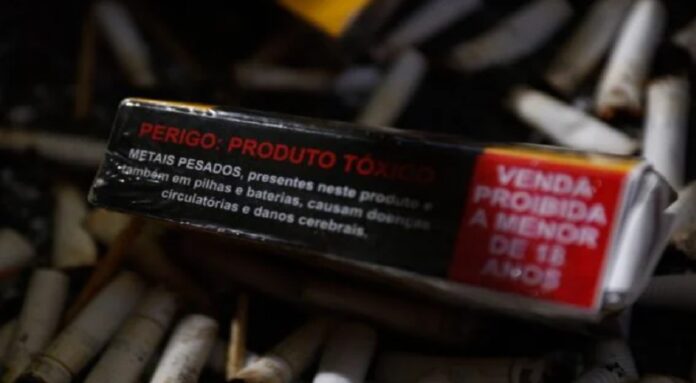 PERIGO: PRODUTO TÓXICO
METAIS PESADOS, presentes neste produto e
também em pilhas e baterias, causam doenças
circulatórias e danos cerebrais.
VENDA
PROIBIDA
A MENOR
DE 18
ANOS